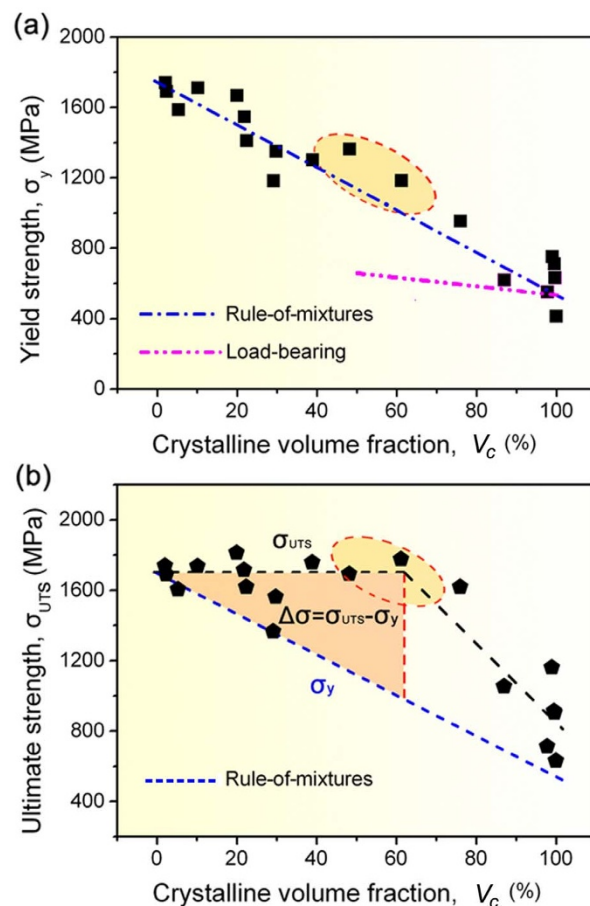 (a)
2000
1600
1200
800
400
0
Yield strength, σy (MPa)
Rule-of-mixtures
Load-bearing
0 20 40 60 80 100
Crystalline volume fraction, Vc (%)
(b)
2000
1600
1200
800
400
Ultimate strength, σUTS (MPa)
σUTS
Δσ=σUTS-σy
σy
Rule-of-mixtures
0 20 40 60 80 100
Crystalline volume fraction, Vc (%)